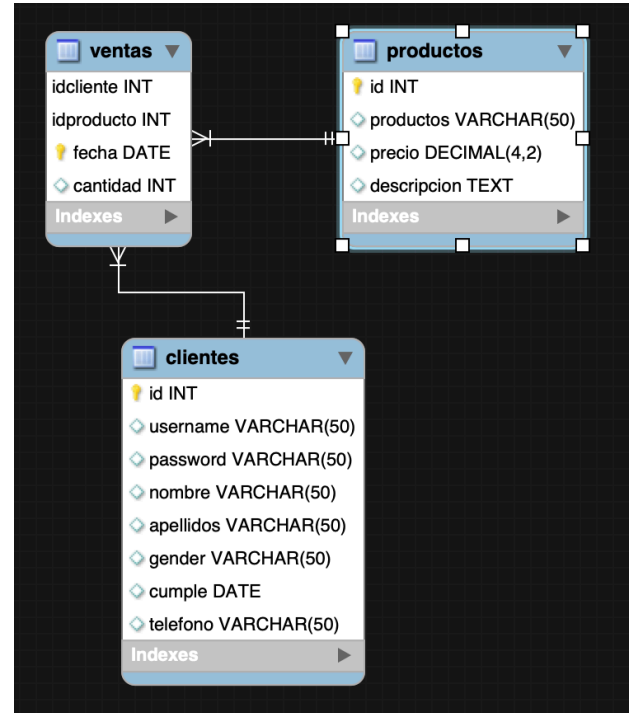 ventas
idcliente INT
idproducto INT
fecha DATE
cantidad INT
Indexes
productos
id INT
productos VARCHAR(50)
precio DECIMAL(4,2)
descripcion TEXT
Indexes
clientes
id INT
username VARCHAR(50)
password VARCHAR(50)
nombre VARCHAR(50)
apellidos VARCHAR(50)
gender VARCHAR(50)
cumple DATE
telefono VARCHAR(50)
Indexes